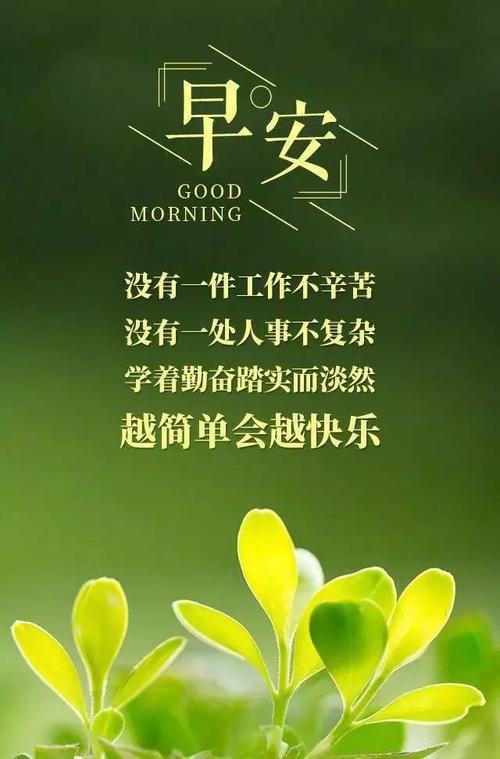 早安
GOOD
MORNING
没有一件工作不辛苦
没有一处人事不复杂
学着勤奋踏实而淡然
越简单会越快乐